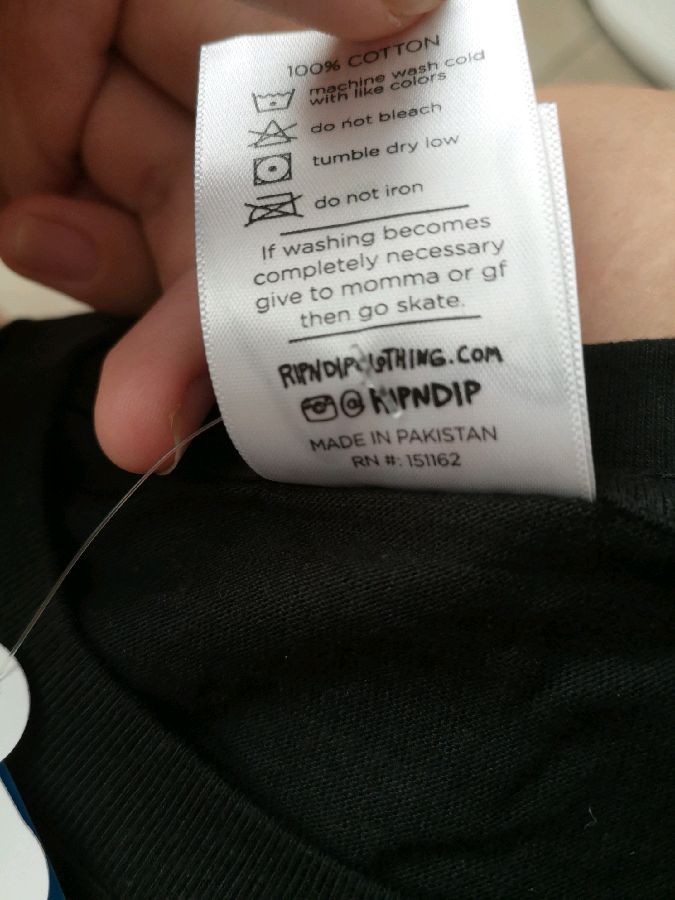 100% COTTON
machine wash cold
with like colors
do not bleach
tumble dry low
do not iron
If washing becomes
completely necessary
give to momma or gf
then go skate.
RIPNDIPCLOTHING.COM
@RIPNDIP
MADE IN PAKISTAN
RN #: 151162